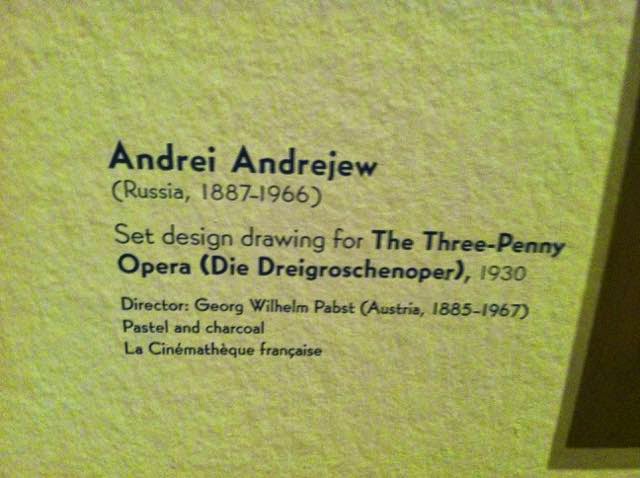 Andrei Andrejew
(Russia, 1887–1966)
Set design drawing for The Three-Penny
Opera (Die Dreigroschenoper), 1930
Director: Georg Wilhelm Pabst (Austria, 1885–1967)
Pastel and charcoal
La Cinémathèque française